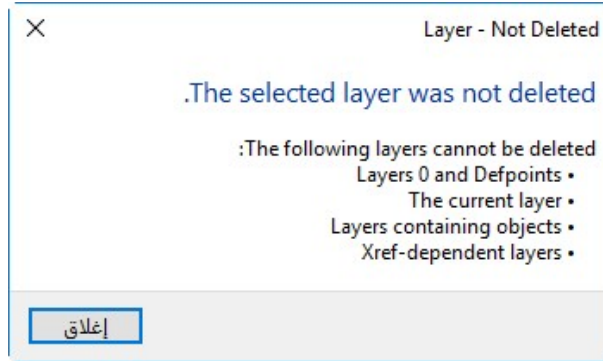 Layer - Not Deleted
The selected layer was not deleted.
The following layers cannot be deleted:
• Layers 0 and Defpoints
• The current layer
• Layers containing objects
• Xref-dependent layers
إغلاق